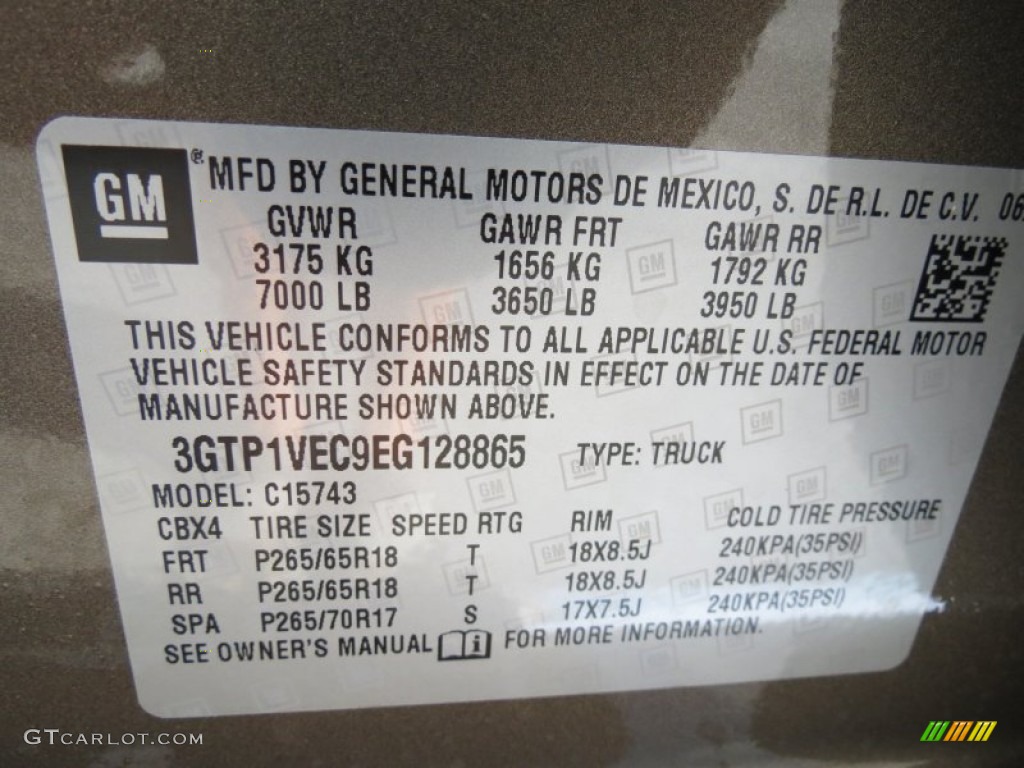 GM® MFD BY GENERAL MOTORS DE MEXICO, S. DE R.L. DE C.V. 06
GVWR GAWR FRT GAWR RR
3175 KG 1656 KG 1792 KG
7000 LB 3650 LB 3950 LB
THIS VEHICLE CONFORMS TO ALL APPLICABLE U.S. FEDERAL MOTOR
VEHICLE SAFETY STANDARDS IN EFFECT ON THE DATE OF
MANUFACTURE SHOWN ABOVE.
3GTP1VEC9EG128865 TYPE: TRUCK
MODEL: C15743
CBX4 TIRE SIZE SPEED RTG RIM COLD TIRE PRESSURE
FRT P265/65R18 T 18X8.5J 240KPA(35PSI)
RR P265/65R18 T 18X8.5J 240KPA(35PSI)
SPA P265/70R17 S 17X7.5J 240KPA(35PSI)
SEE OWNER'S MANUAL i FOR MORE INFORMATION.
GTCARLOT.COM